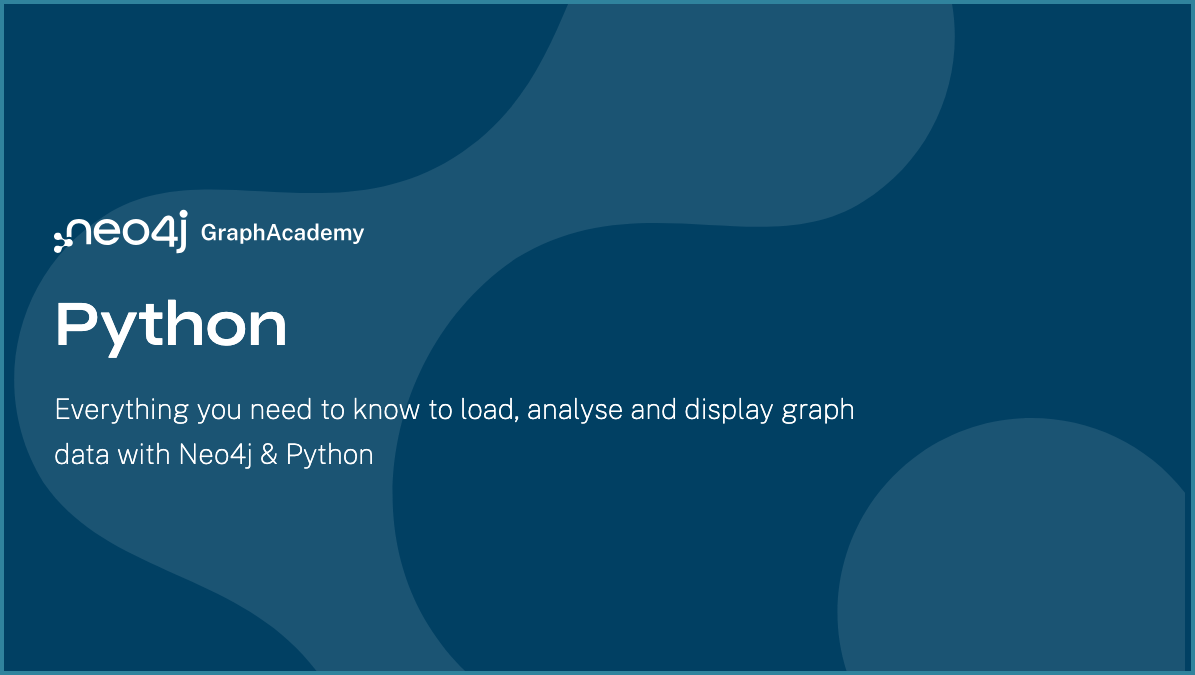 neo4j GraphAcademy
Python
Everything you need to know to load, analyse and display graph
data with Neo4j & Python